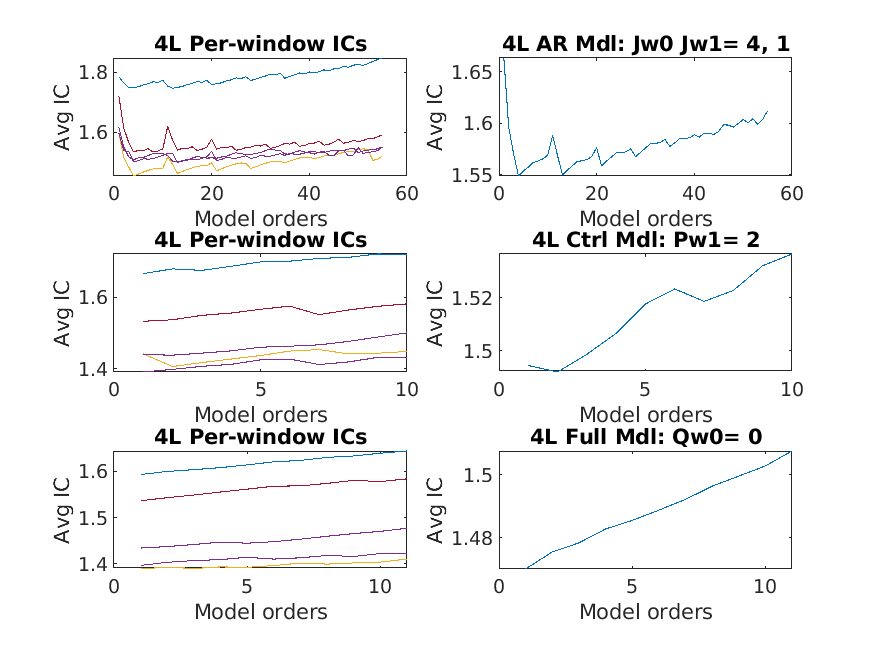 4L Per-window ICs
4L AR Mdl: Jw0 Jw1= 4, 1
1.8
1.6
Avg IC
0
20
40
60
Model orders
1.65
1.6
1.55
Avg IC
0
20
40
60
Model orders
4L Per-window ICs
4L Ctrl Mdl: Pw1= 2
1.6
1.4
Avg IC
0
5
10
Model orders
1.52
1.5
Avg IC
0
5
10
Model orders
4L Per-window ICs
4L Full Mdl: Qw0= 0
1.6
1.5
1.4
Avg IC
0
5
10
Model orders
1.5
1.48
Avg IC
0
5
10
Model orders